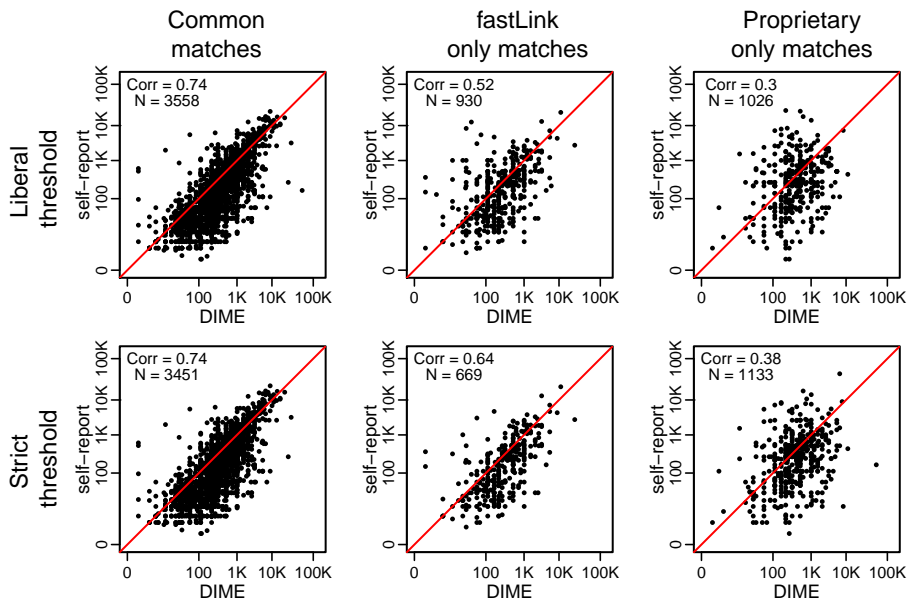 Common
matches
fastLink
only matches
Proprietary
only matches
Liberal
threshold
Corr = 0.74
N = 3558
self−report
0 100 1K 10K 100K
0 100 1K 10K 100K
DIME
Corr = 0.52
N = 930
self−report
0 100 1K 10K 100K
0 100 1K 10K 100K
DIME
Corr = 0.3
N = 1026
self−report
0 100 1K 10K 100K
0 100 1K 10K 100K
DIME
Strict
threshold
Corr = 0.74
N = 3451
self−report
0 100 1K 10K 100K
0 100 1K 10K 100K
DIME
Corr = 0.64
N = 669
self−report
0 100 1K 10K 100K
0 100 1K 10K 100K
DIME
Corr = 0.38
N = 1133
self−report
0 100 1K 10K 100K
0 100 1K 10K 100K
DIME